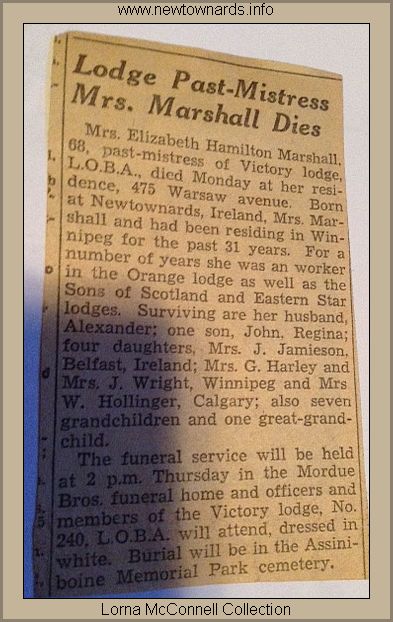 www.newtownards.info
Lodge Past-Mistress
Mrs. Marshall Dies
Mrs. Elizabeth Hamilton Marshall,
68, past-mistress of Victory lodge,
L.O.B.A., died Monday at her resi-
dence, 475 Warsaw avenue. Born
at Newtownards, Ireland, Mrs. Mar-
shall and had been residing in Win-
nipeg for the past 31 years. For a
number of years she was an worker
in the Orange lodge as well as the
Sons of Scotland and Eastern Star
lodges. Surviving are her husband,
Alexander; one son, John, Regina;
four daughters, Mrs. J. Jamieson,
Belfast, Ireland; Mrs. G. Harley and
Mrs. J. Wright, Winnipeg and Mrs
W. Hollinger, Calgary; also seven
grandchildren and one great-grand-
child.
The funeral service will be held
at 2 p.m. Thursday in the Mordue
Bros. funeral home and officers and
members of the Victory lodge, No.
240, L.O.B.A. will attend, dressed in
white. Burial will be in the Assini-
boine Memorial Park cemetery.
Lorna McConnell Collection